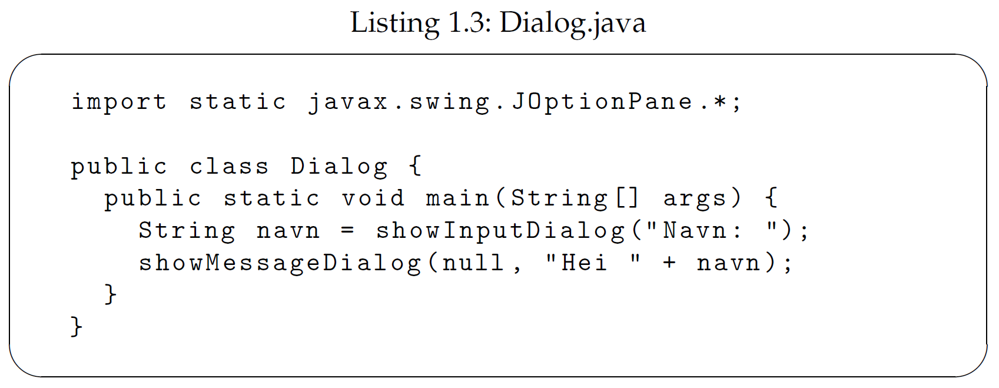 Listing 1.3: Dialog.java
import static javax.swing.JOptionPane.*;
public class Dialog {
public static void main(String[] args) {
String navn = showInputDialog("Navn: ");
showMessageDialog(null, "Hei " + navn);
}
}